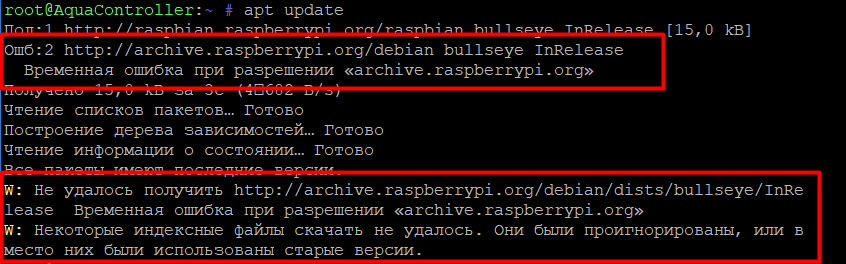 root@AquaController:~ # apt update
Пол:1 http://raspbian.raspberrypi.org/raspbian bullseye InRelease [15,0 kB]
Ошб:2 http://archive.raspberrypi.org/debian bullseye InRelease
Временная ошибка при разрешении «archive.raspberrypi.org»
Получено 15,0 kB за 3с (4 682 B/s)
Чтение списков пакетов… Готово
Построение дерева зависимостей… Готово
Чтение информации о состоянии… Готово
Все пакеты имеют последние версии.
W: Не удалось получить http://archive.raspberrypi.org/debian/dists/bullseye/InRe
lease Временная ошибка при разрешении «archive.raspberrypi.org»
W: Некоторые индексные файлы скачать не удалось. Они были проигнорированы, или в
место них были использованы старые версии.